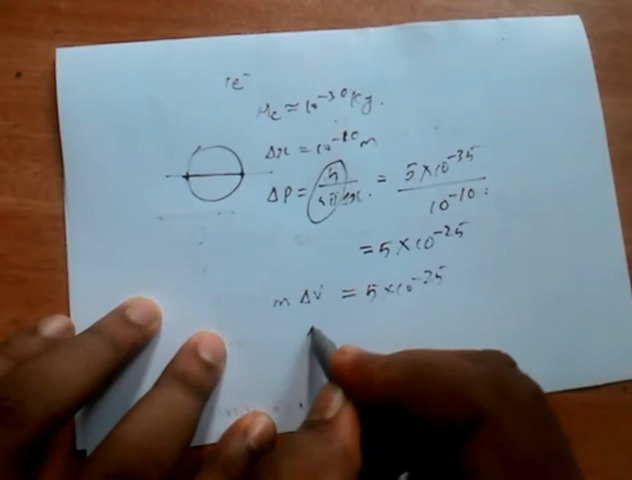 1e⁻
Me ≈ 10⁻³⁰ Kg.
Δx = 10⁻¹⁰ m
ΔP = h / 4πΔx. = 5×10⁻³⁵ / 10⁻¹⁰
= 5×10⁻²⁵
m ΔV = 5×10⁻²⁵